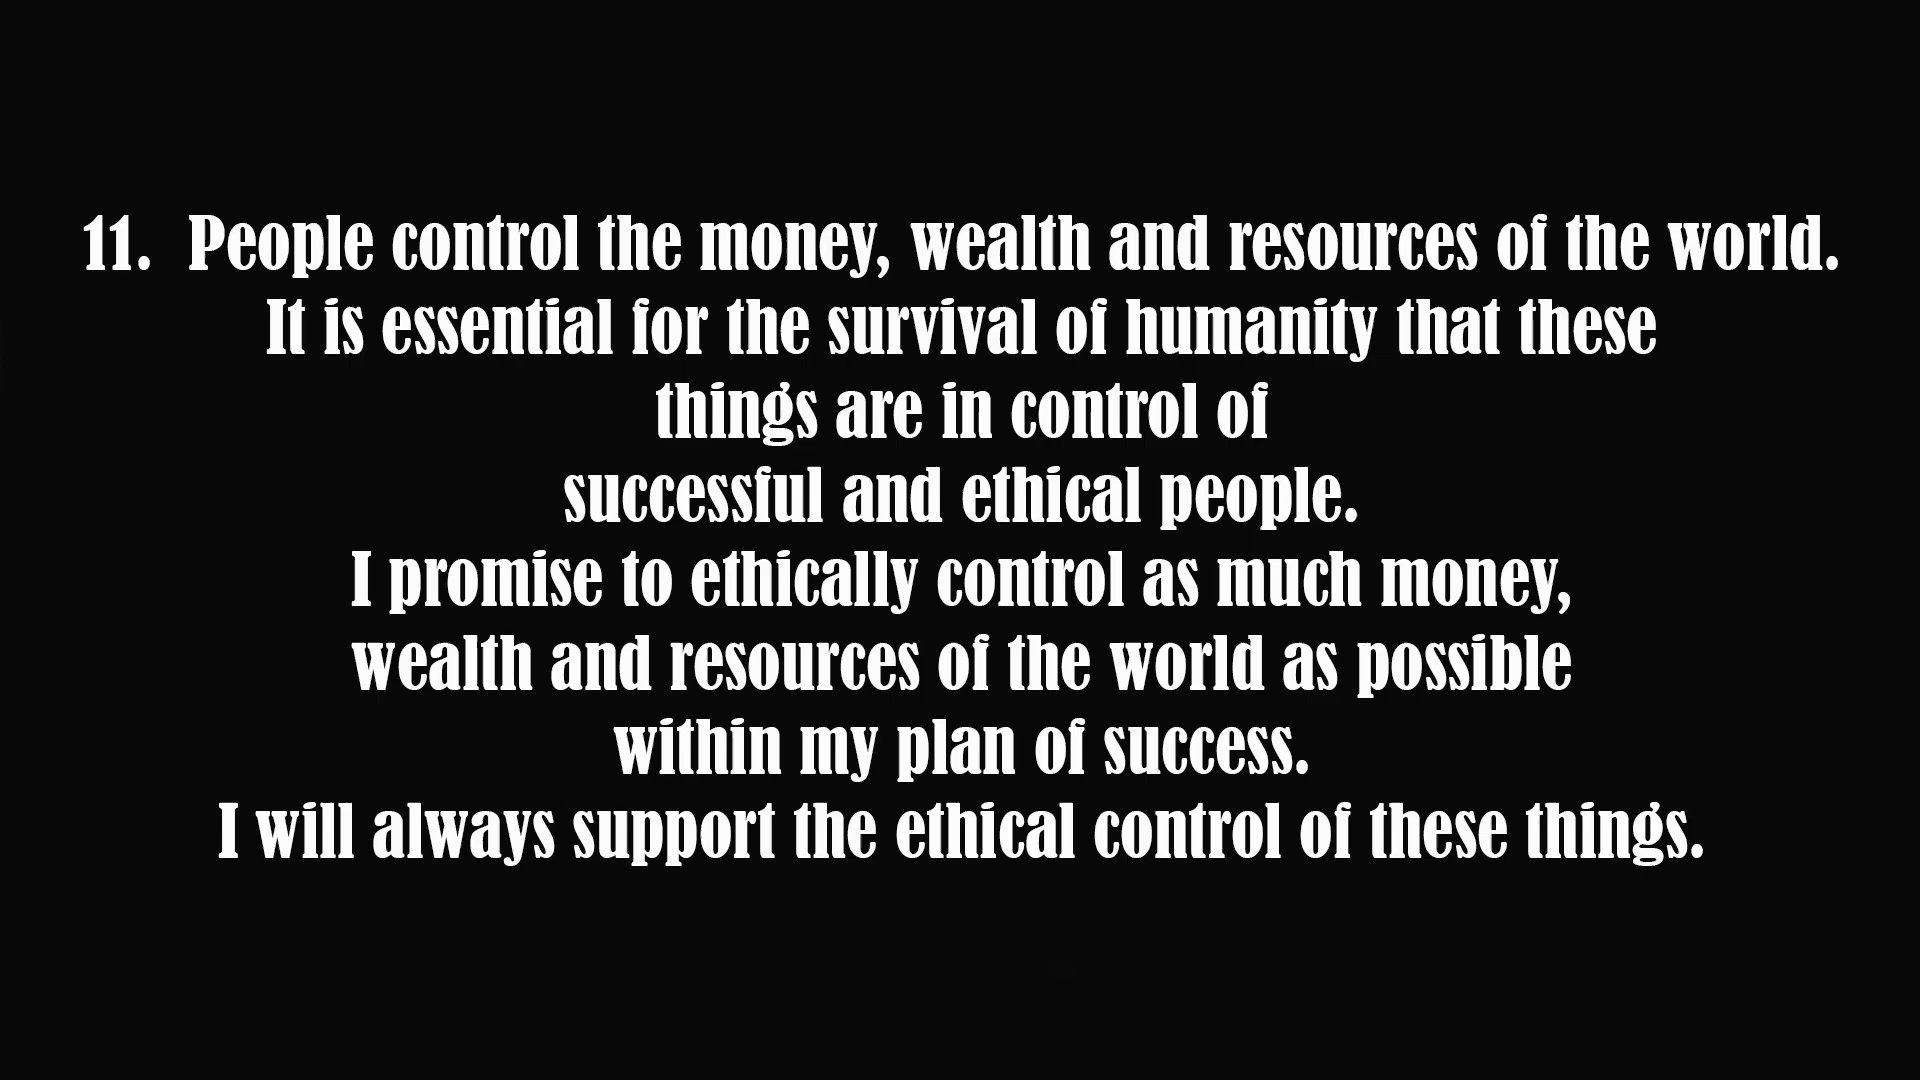 11.  People control the money, wealth and resources of the world.
It is essential for the survival of humanity that these
things are in control of
successful and ethical people.
I promise to ethically control as much money,
wealth and resources of the world as possible
within my plan of success.
I will always support the ethical control of these things.